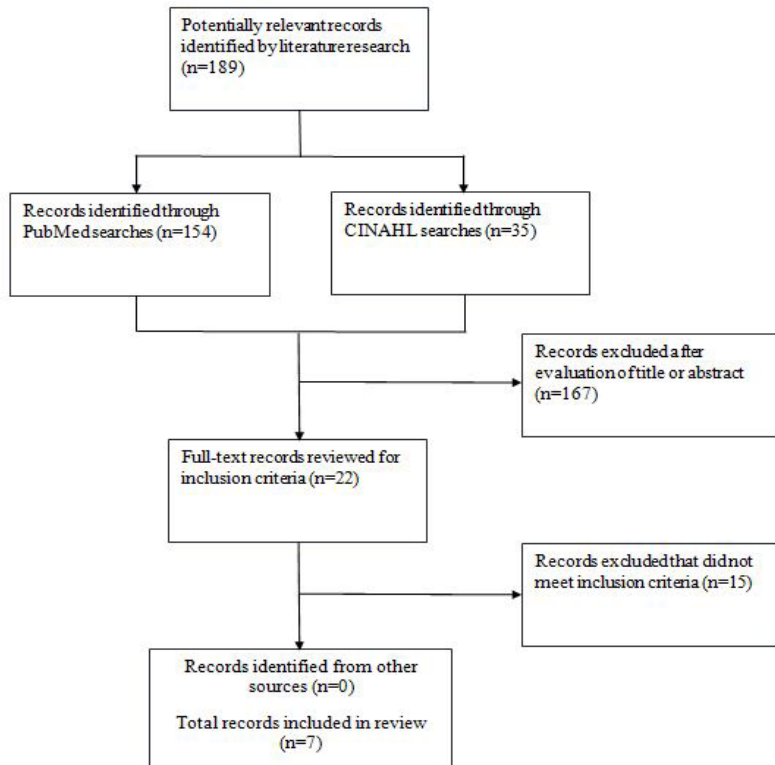 Potentially relevant records
identified by literature research
(n=189)
Records identified through
PubMed searches (n=154)
Records identified through
CINAHL searches (n=35)
Records excluded after
evaluation of title or abstract
(n=167)
Full-text records reviewed for
inclusion criteria (n=22)
Records excluded that did not
meet inclusion criteria (n=15)
Records identified from other
sources (n=0)
Total records included in review
(n=7)